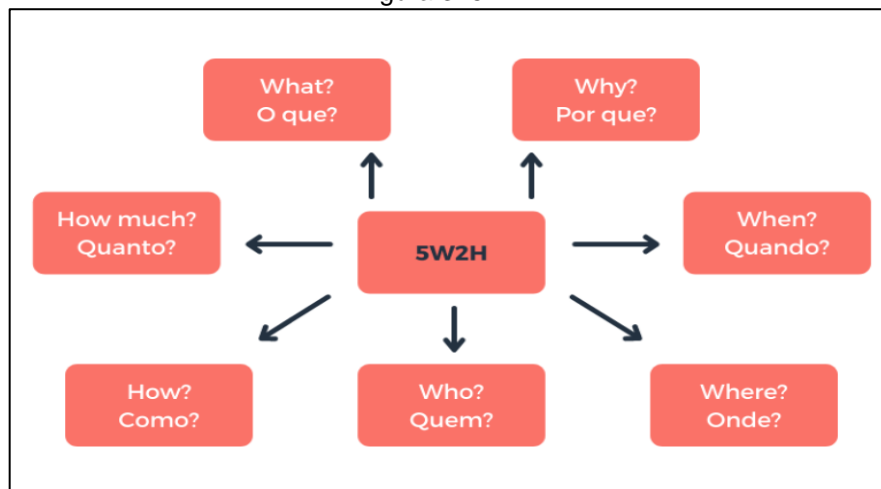 What?
O que?
Why?
Por que?
How much?
Quanto?
5W2H
When?
Quando?
How?
Como?
Who?
Quem?
Where?
Onde?